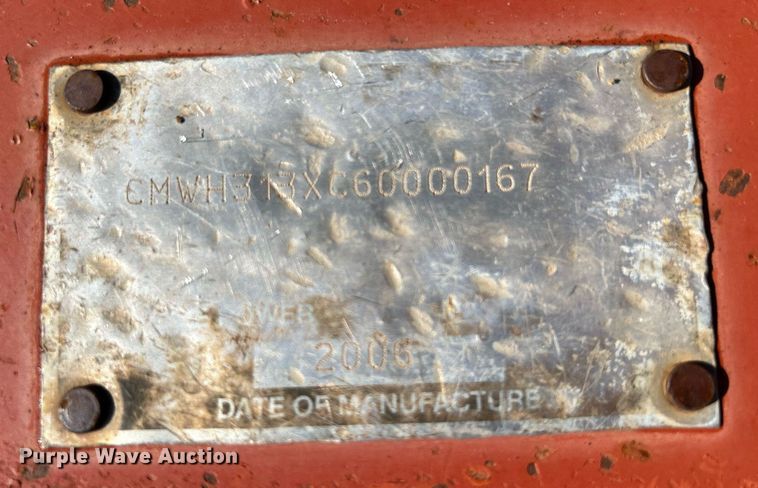 CMWH313XC60000167
2006
DATE OF MANUFACTURE
Purple Wave Auction